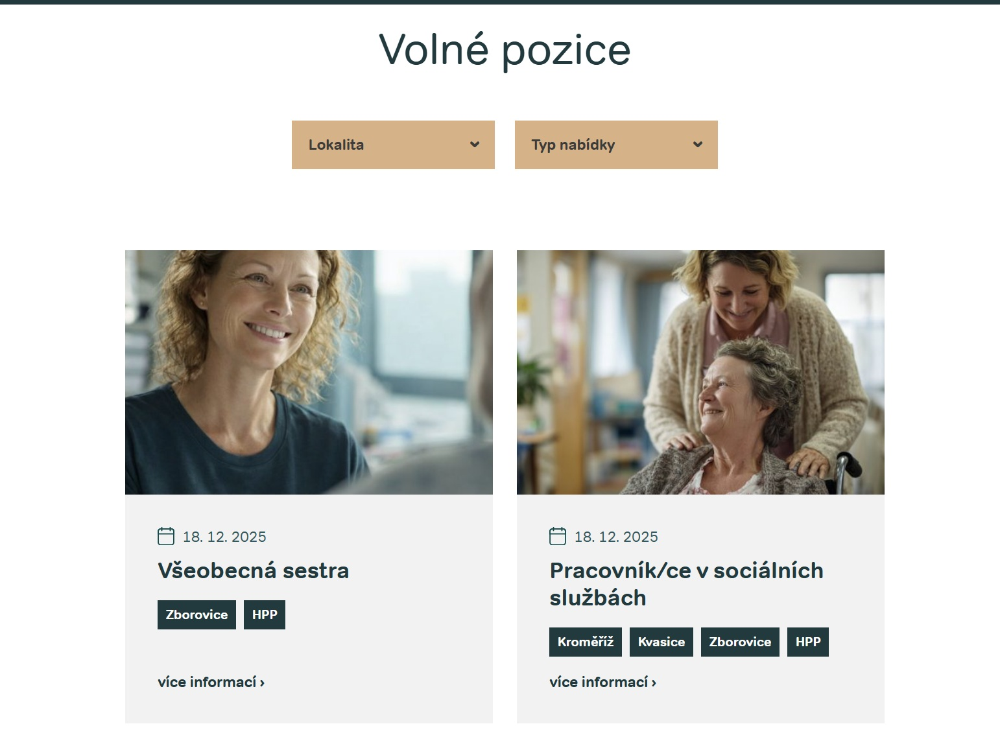 Volné pozice
Lokalita
Typ nabídky
18. 12. 2025
Všeobecná sestra
Zborovice
HPP
více informací ›
18. 12. 2025
Pracovník/ce v sociálních
službách
Kroměříž
Kvasice
Zborovice
HPP
více informací ›